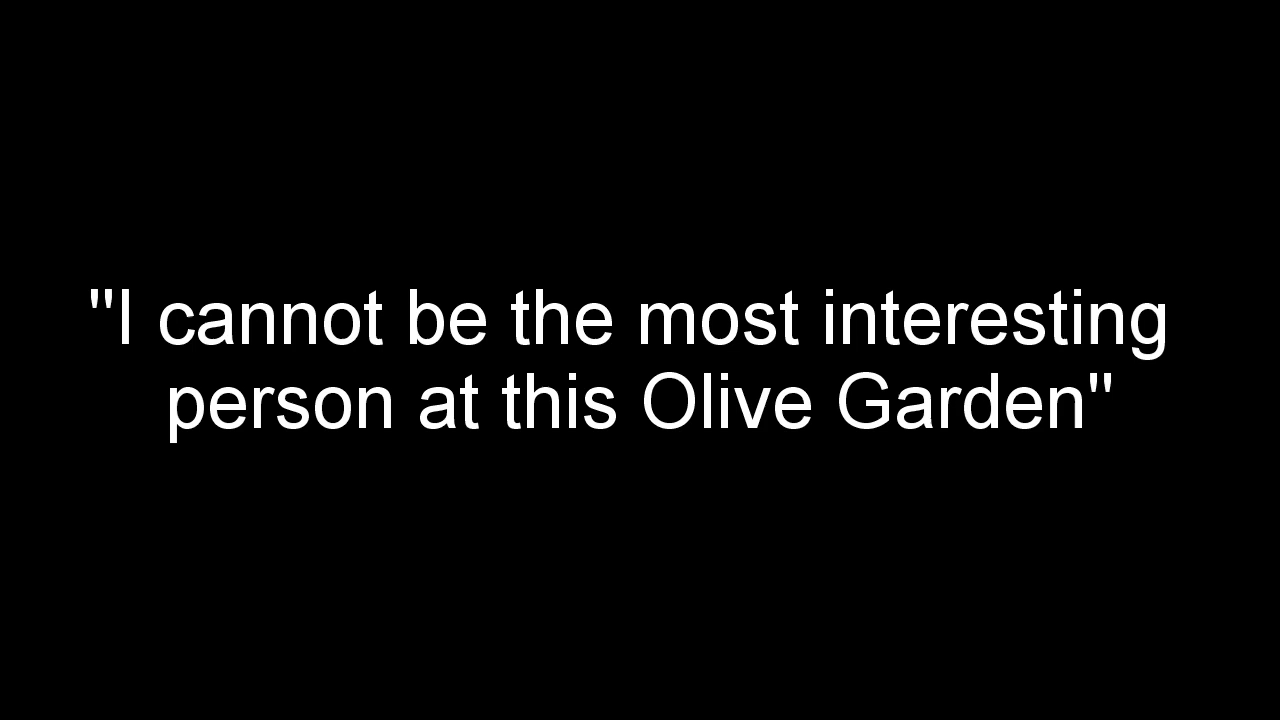 "I cannot be the most interesting
person at this Olive Garden"